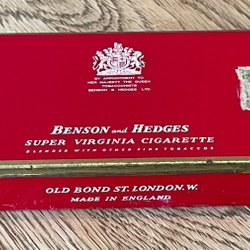 BY APPOINTMENT TO
HER MAJESTY THE QUEEN
TOBACCONISTS
BENSON & HEDGES LTD
BENSON and HEDGES
SUPER VIRGINIA CIGARETTE
BLENDED WITH OTHER FINE TOBACCOS
OLD BOND ST. LONDON. W.
MADE IN ENGLAND